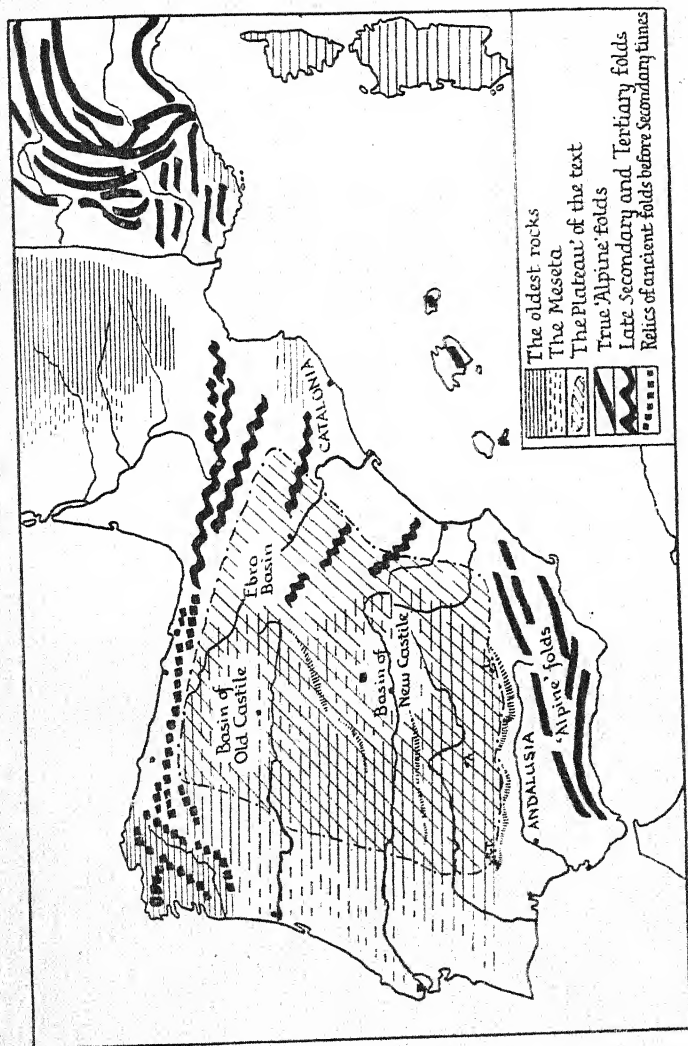 The oldest rocks
The Meseta
'The Plateau' of the text
True 'Alpine' folds
Late Secondary and Tertiary folds
Relics of ancient folds before Secondary times
CATALONIA
Ebro
Basin
Basin of
Old Castile
Basin of
New Castile
ANDALUSIA
'Alpine' folds